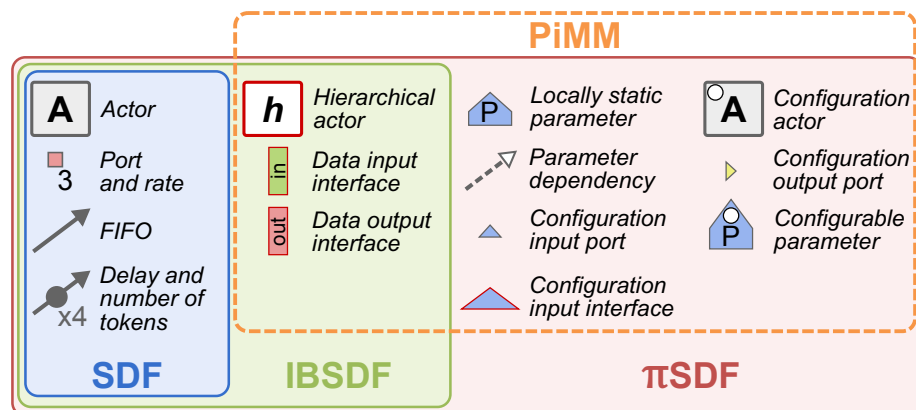 PiMM
A
Actor
3
Port
and rate
FIFO
x4
Delay and
number of
tokens
SDF
h
Hierarchical
actor
in
Data input
interface
out
Data output
interface
IBSDF
P
Locally static
parameter
Parameter
dependency
Configuration
input port
Configuration
input interface
A
Configuration
actor
Configuration
output port
P
Configurable
parameter
πSDF